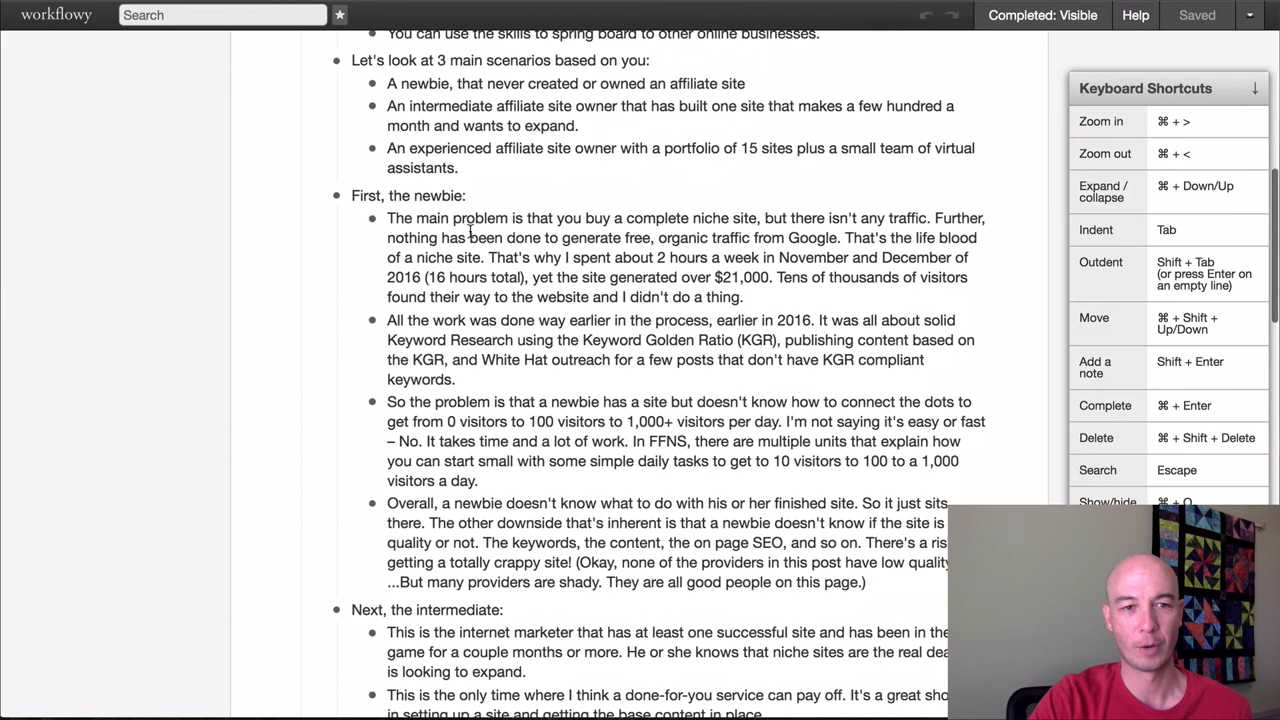 workflowy
Search
Completed: Visible
Help
Saved
You can use the skills to spring board to other online businesses.
Let's look at 3 main scenarios based on you:
A newbie, that never created or owned an affiliate site
An intermediate affiliate site owner that has built one site that makes a few hundred a
month and wants to expand.
An experienced affiliate site owner with a portfolio of 15 sites plus a small team of virtual
assistants.
First, the newbie:
The main problem is that you buy a complete niche site, but there isn't any traffic. Further,
nothing has been done to generate free, organic traffic from Google. That's the life blood
of a niche site. That's why I spent about 2 hours a week in November and December of
2016 (16 hours total), yet the site generated over $21,000. Tens of thousands of visitors
found their way to the website and I didn't do a thing.
All the work was done way earlier in the process, earlier in 2016. It was all about solid
Keyword Research using the Keyword Golden Ratio (KGR), publishing content based on
the KGR, and White Hat outreach for a few posts that don't have KGR compliant
keywords.
So the problem is that a newbie has a site but doesn't know how to connect the dots to
get from 0 visitors to 100 visitors to 1,000+ visitors per day. I'm not saying it's easy or fast
– No. It takes time and a lot of work. In FFNS, there are multiple units that explain how
you can start small with some simple daily tasks to get to 10 visitors to 100 to a 1,000
visitors a day.
Overall, a newbie doesn't know what to do with his or her finished site. So it just sits
there. The other downside that's inherent is that a newbie doesn't know if the site is
quality or not. The keywords, the content, the on page SEO, and so on. There's a
getting a totally crappy site! (Okay, none of the providers in this post have low
...But many providers are shady. They are all good people on this page.)
Next, the intermediate:
This is the internet marketer that has at least one successful site and has been in the
game for a couple months or more. He or she knows that niche sites are the real
is looking to expand.
This is the only time where I think a done-for-you service can pay off. It's a great
in setting up a site and getting the base content in place.
Keyboard Shortcuts ↓
Zoom in ⌘ + >
Zoom out ⌘ + <
Expand / collapse ⌘ + Down/Up
Indent Tab
Outdent Shift + Tab
(or press Enter on
an empty line)
Move ⌘ + Shift +
Up/Down
Add a note Shift + Enter
Complete ⌘ + Enter
Delete ⌘ + Shift + Delete
Search Escape
Show/hide ⌘ + O